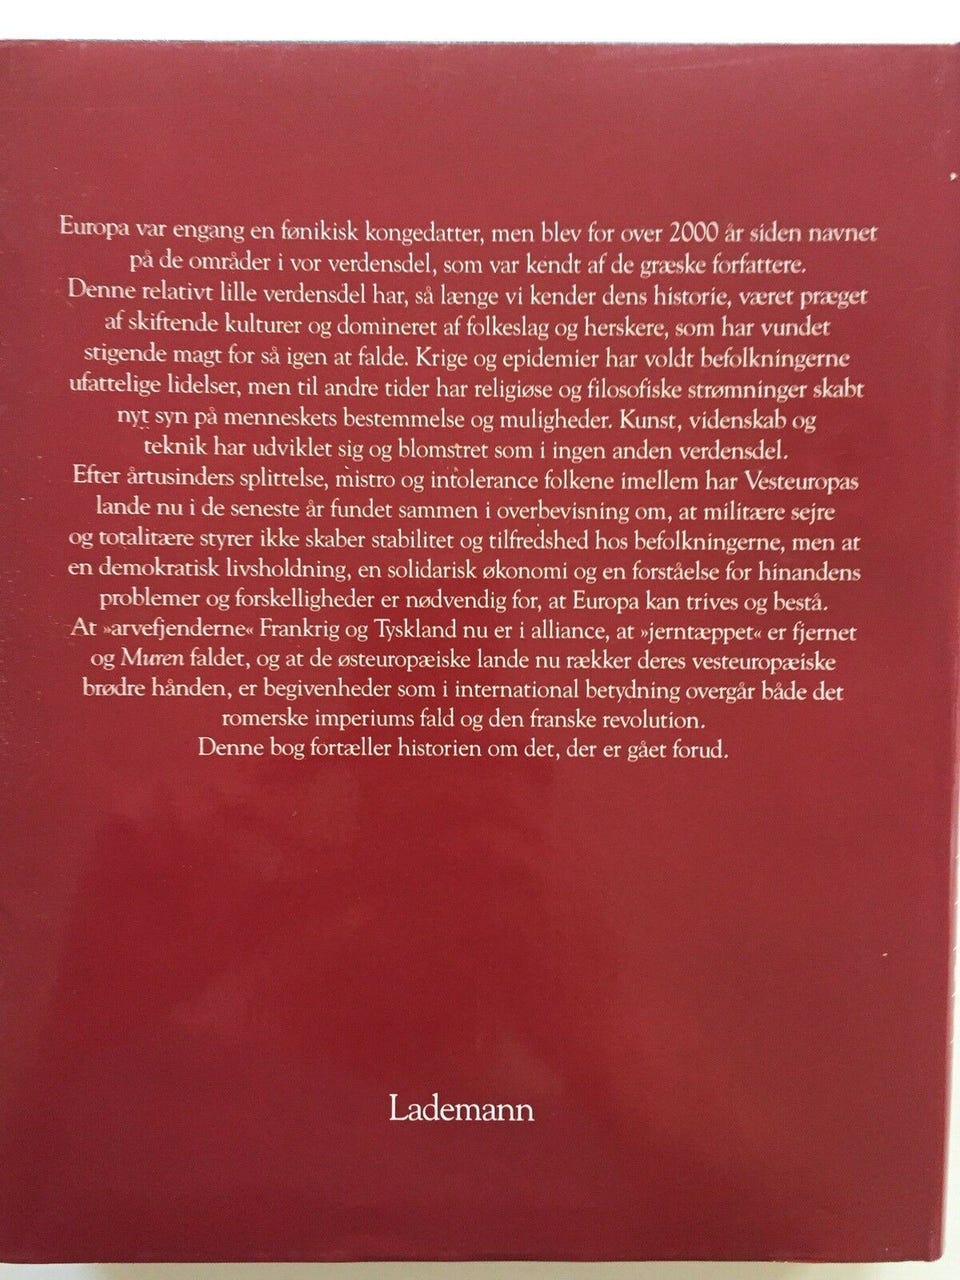 Europa var engang en fønikisk kongedatter, men blev for over 2000 år siden navnet
på de områder i vor verdensdel, som var kendt af de græske forfattere.
Denne relativt lille verdensdel har, så længe vi kender dens historie, været præget
af skiftende kulturer og domineret af folkeslag og herskere, som har vundet
stigende magt for så igen at falde. Krige og epidemier har voldt befolkningerne
ufattelige lidelser, men til andre tider har religiøse og filosofiske strømninger skabt
nyt syn på menneskets bestemmelse og muligheder. Kunst, videnskab og
teknik har udviklet sig og blomstret som i ingen anden verdensdel.
Efter årtusinders splittelse, mistro og intolerance folkene imellem har Vesteuropas
lande nu i de seneste år fundet sammen i overbevisning om, at militære sejre
og totalitære styrer ikke skaber stabilitet og tilfredshed hos befolkningerne, men at
en demokratisk livsholdning, en solidarisk økonomi og en forståelse for hinandens
problemer og forskelligheder er nødvendig for, at Europa kan trives og bestå.
At »arvefjenderne« Frankrig og Tyskland nu er i alliance, at »jerntæppet« er fjernet
og Muren faldet, og at de østeuropæiske lande nu rækker deres vesteuropæiske
brødre hånden, er begivenheder som i international betydning overgår både det
romerske imperiums fald og den franske revolution.
Denne bog fortæller historien om det, der er gået forud.
Lademann